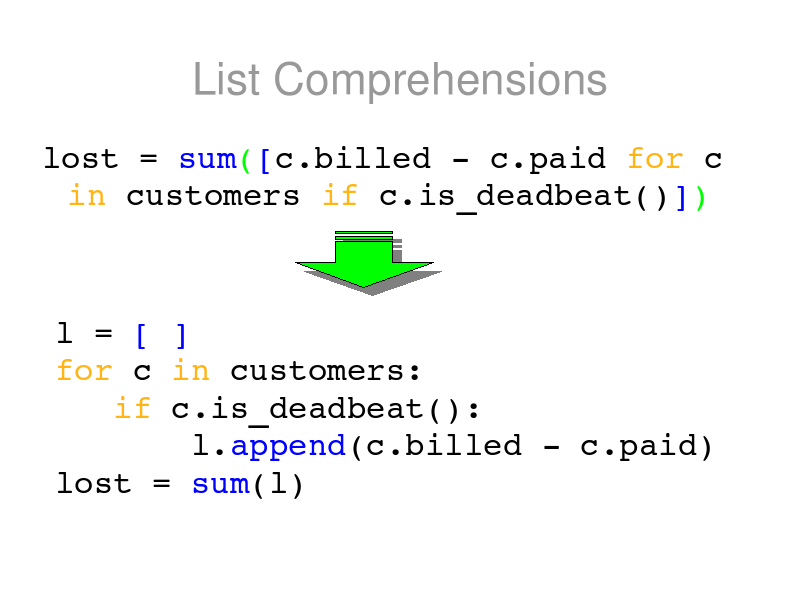 List Comprehensions
lost = sum([c.billed - c.paid for c
in customers if c.is_deadbeat()])
l = [ ]
for c in customers:
if c.is_deadbeat():
l.append(c.billed - c.paid)
lost = sum(l)